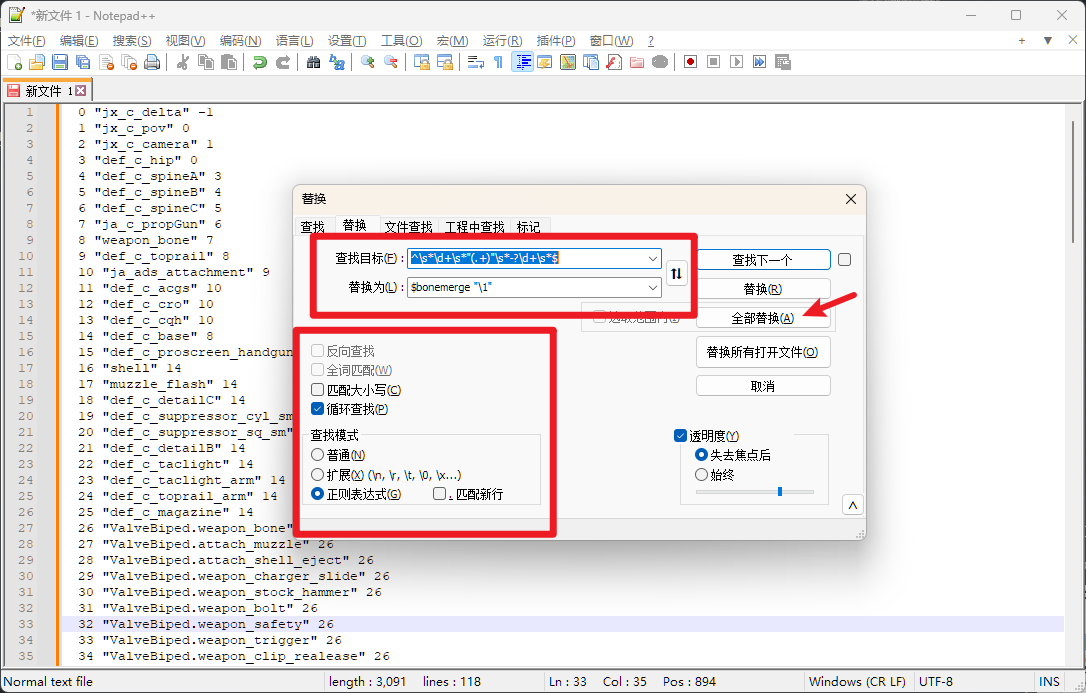 *新文件 1 - Notepad++
文件(F) 编辑(E) 搜索(S) 视图(V) 编码(N) 语言(L) 设置(T) 工具(O) 宏(M) 运行(R) 插件(P) 窗口(W) ?
新文件 1
1 0 "jx_c_delta" -1
2 1 "jx_c_pov" 0
3 2 "jx_c_camera" 1
4 3 "def_c_hip" 0
5 4 "def_c_spineA" 3
6 5 "def_c_spineB" 4
7 6 "def_c_spineC" 5
8 7 "ja_c_propGun" 6
9 8 "weapon_bone" 7
10 9 "def_c_toprail" 8
11 10 "ja_ads_attachment" 9
12 11 "def_c_acgs" 10
13 12 "def_c_cro" 10
14 13 "def_c_cqh" 10
15 14 "def_c_base" 8
16 15 "def_c_proscreen_handgun
17 16 "shell" 14
18 17 "muzzle_flash" 14
19 18 "def_c_detailC" 14
20 19 "def_c_suppressor_cyl_sm
21 20 "def_c_suppressor_sq_sm"
22 21 "def_c_detailB" 14
23 22 "def_c_taclight" 14
24 23 "def_c_taclight_arm" 14
25 24 "def_c_toprail_arm" 14
26 25 "def_c_magazine" 14
27 26 "ValveBiped.weapon_bone"
28 27 "ValveBiped.attach_muzzle" 26
29 28 "ValveBiped.attach_shell_eject" 26
30 29 "ValveBiped.weapon_charger_slide" 26
31 30 "ValveBiped.weapon_stock_hammer" 26
32 31 "ValveBiped.weapon_bolt" 26
33 32 "ValveBiped.weapon_safety" 26
34 33 "ValveBiped.weapon_trigger" 26
35 34 "ValveBiped.weapon_clip_realease" 26
替换
查找 替换 文件查找 工程中查找 标记
查找目标(F) : ^\s*\d+\s*"(.+)"\s*-?\d+\s*$
替换为(L) : $bonemerge "\1"
查找下一个
替换(R)
选取范围内(I)
全部替换(A)
替换所有打开文件(O)
取消
反向查找
全词匹配(W)
匹配大小写(C)
循环查找(P)
查找模式
普通(N)
扩展(X) (\n, \r, \t, \0, \x...)
正则表达式(G) . 匹配新行
透明度(Y)
失去焦点后
始终
Normal text file length : 3,091 lines : 118 Ln : 33 Col : 35 Pos : 894 Windows (CR LF) UTF-8 INS